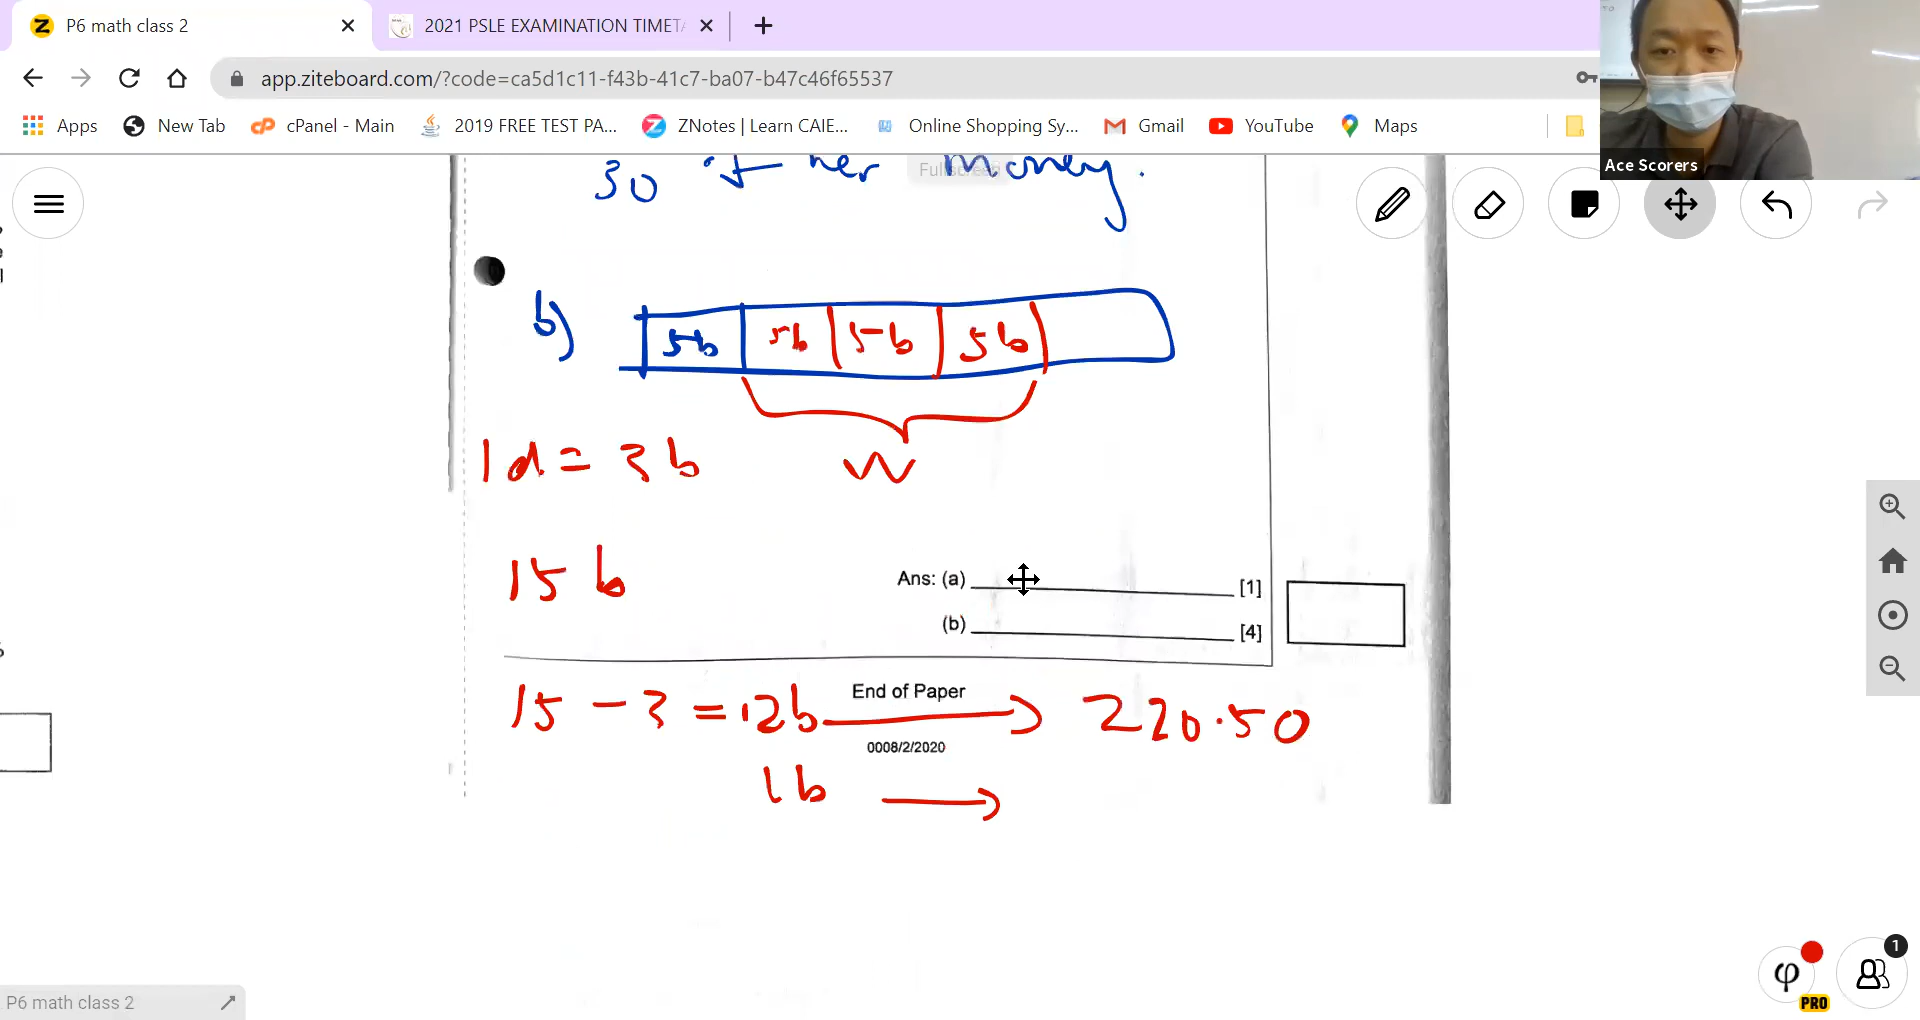 P6 math class 2
2021 PSLE EXAMINATION TIMET
app.ziteboard.com/?code=ca5d1c11-f43b-41c7-ba07-b47c46f65537
Apps New Tab cPanel - Main 2019 FREE TEST PA... ZNotes | Learn CAIE... Online Shopping Sy... Gmail YouTube Maps
Ace Scorers
Fullscreen
30 of her money.
b)
5b 5b 5b 5b
1d = 3b W
15 b
Ans: (a) [1]
(b) [4]
End of Paper
15 - 3 = 12b 220.50
0008/2/2020
1b
1
φ
PRO
P6 math class 2